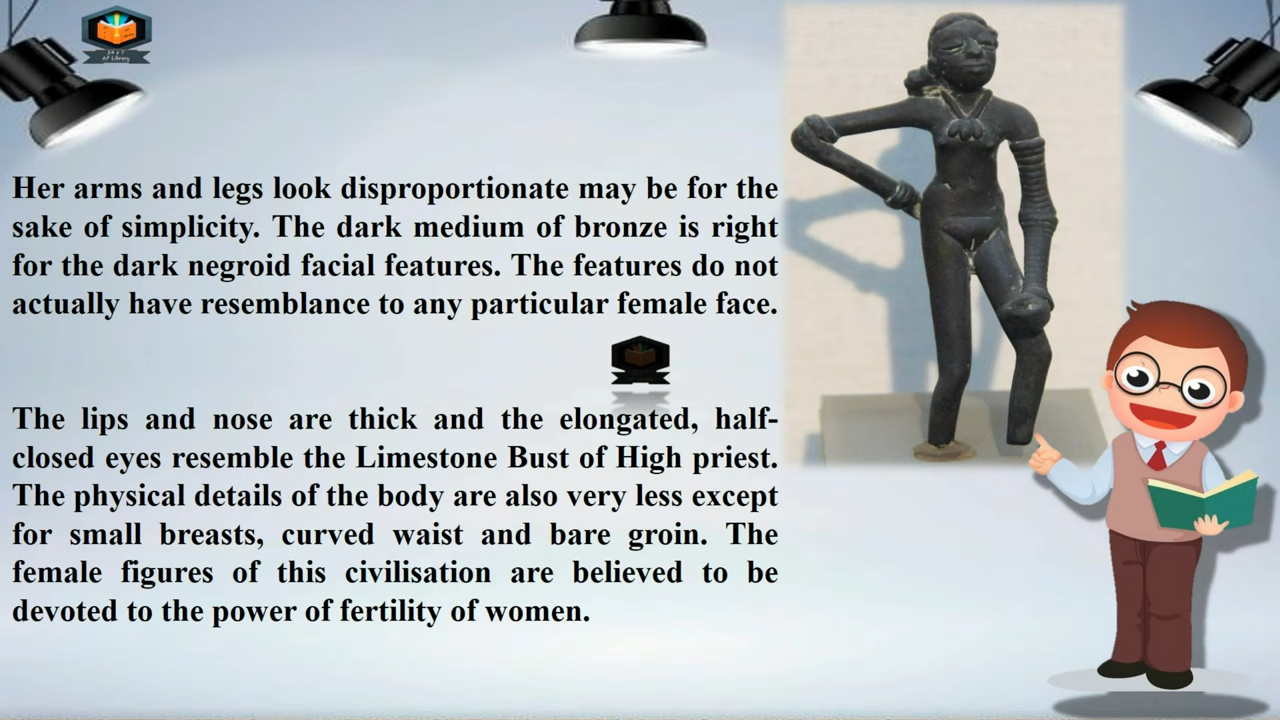 24 x 7
AP Library
Her arms and legs look disproportionate may be for the
sake of simplicity. The dark medium of bronze is right
for the dark negroid facial features. The features do not
actually have resemblance to any particular female face.
The lips and nose are thick and the elongated, half-
closed eyes resemble the Limestone Bust of High priest.
The physical details of the body are also very less except
for small breasts, curved waist and bare groin. The
female figures of this civilisation are believed to be
devoted to the power of fertility of women.